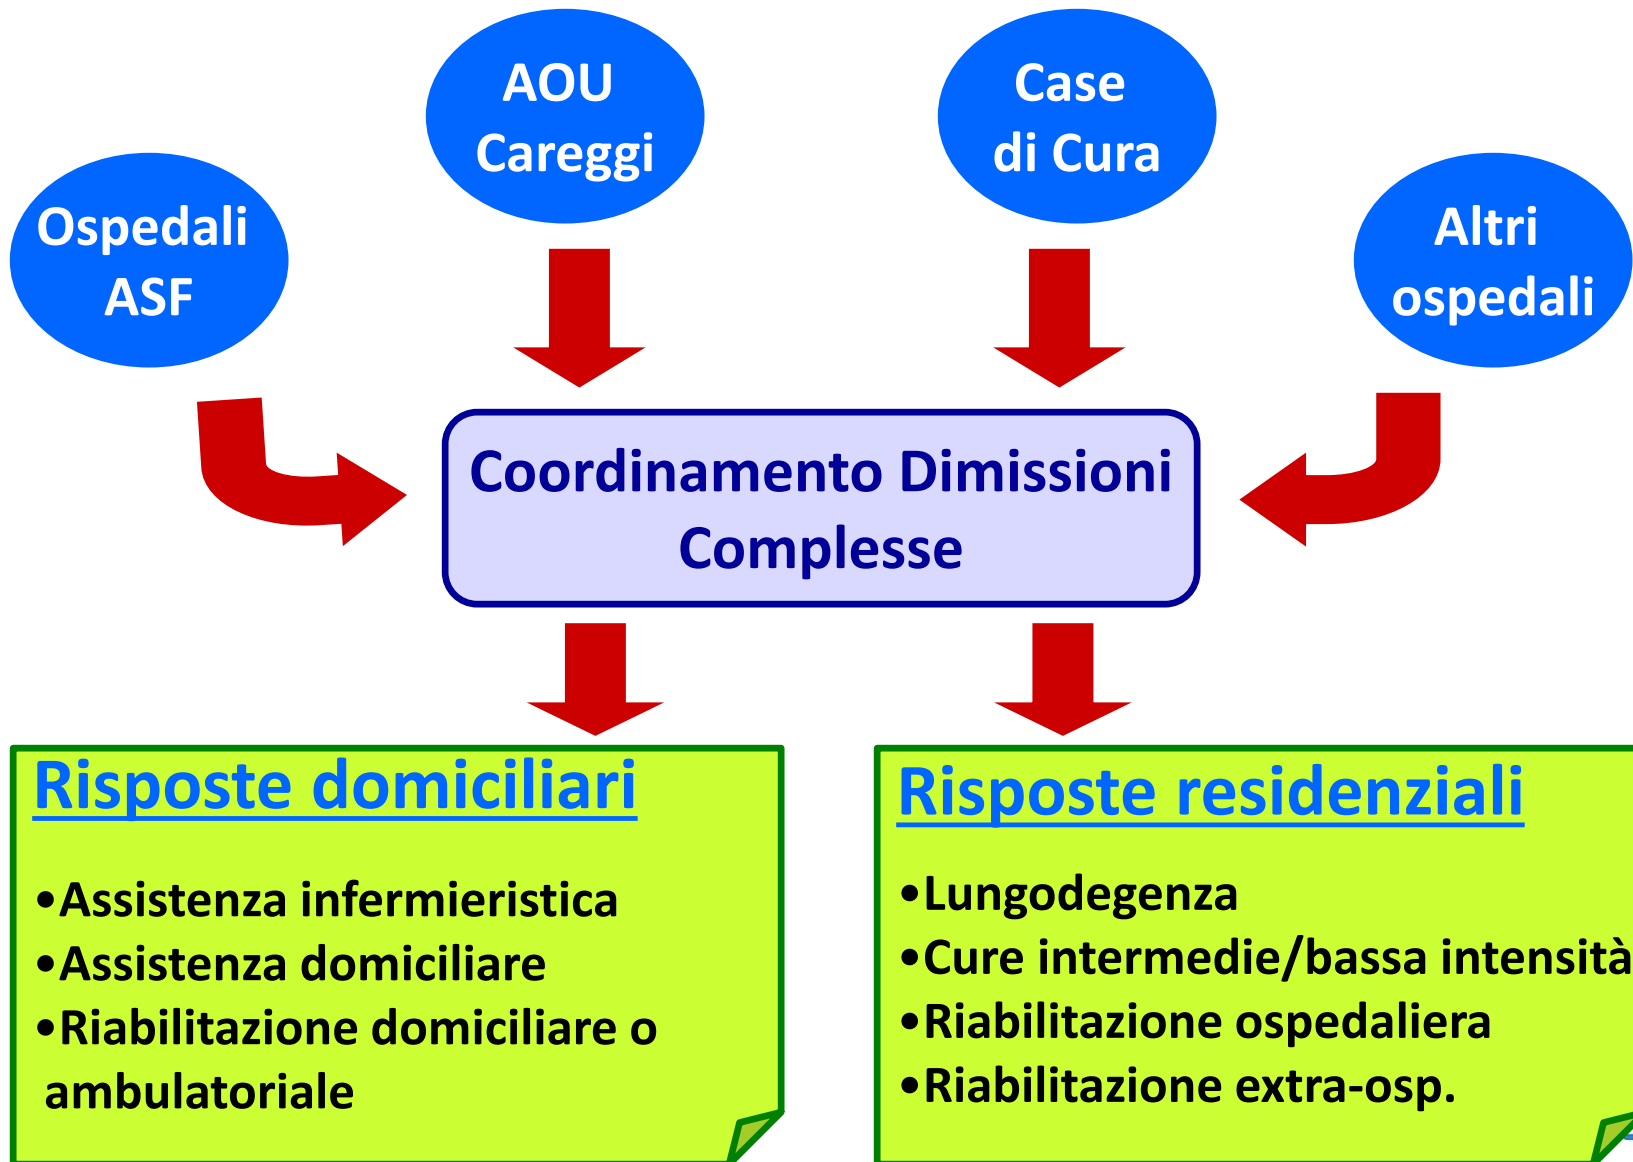 AOU
Careggi
Case
di Cura
Ospedali
ASF
Altri
ospedali
Coordinamento Dimissioni
Complesse
Risposte domiciliari
•Assistenza infermieristica
•Assistenza domiciliare
•Riabilitazione domiciliare o
ambulatoriale
Risposte residenziali
•Lungodegenza
•Cure intermedie/bassa intensità
•Riabilitazione ospedaliera
•Riabilitazione extra-osp.